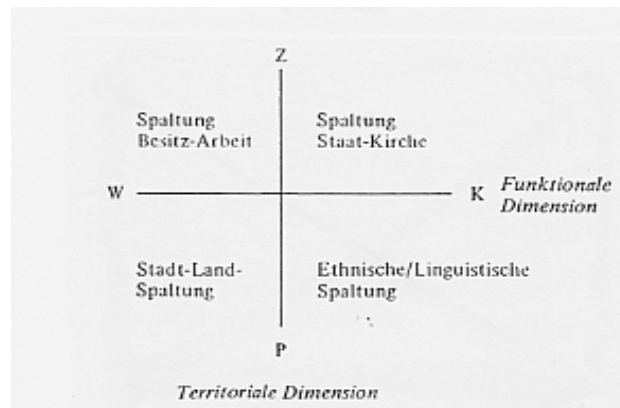 Z
Spaltung
Besitz-Arbeit
Spaltung
Staat-Kirche
W
K
Funktionale
Dimension
Stadt-Land-
Spaltung
Ethnische/Linguistische
Spaltung
P
Territoriale Dimension